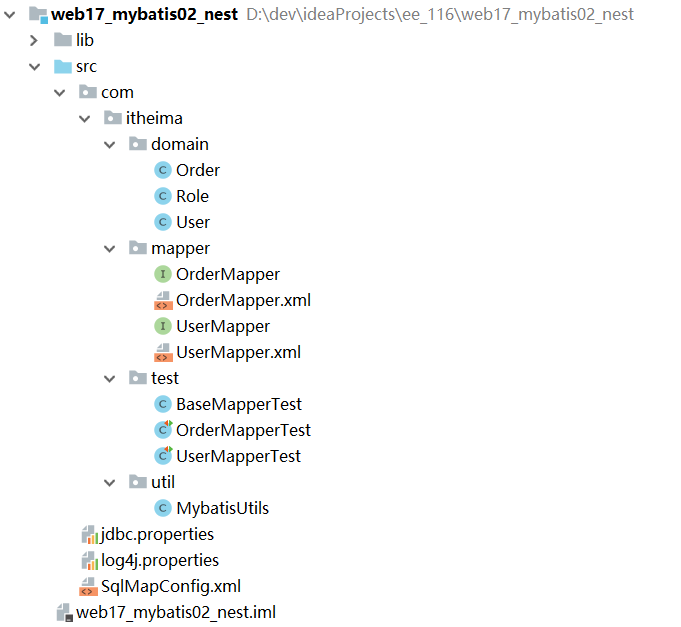 web17_mybatis02_nest D:\dev\ideaProjects\ee_116\web17_mybatis02_nest
lib
src
com
itheima
domain
C Order
C Role
C User
mapper
I OrderMapper
<> OrderMapper.xml
I UserMapper
<> UserMapper.xml
test
C BaseMapperTest
C OrderMapperTest
C UserMapperTest
util
C MybatisUtils
jdbc.properties
log4j.properties
<> SqlMapConfig.xml
web17_mybatis02_nest.iml